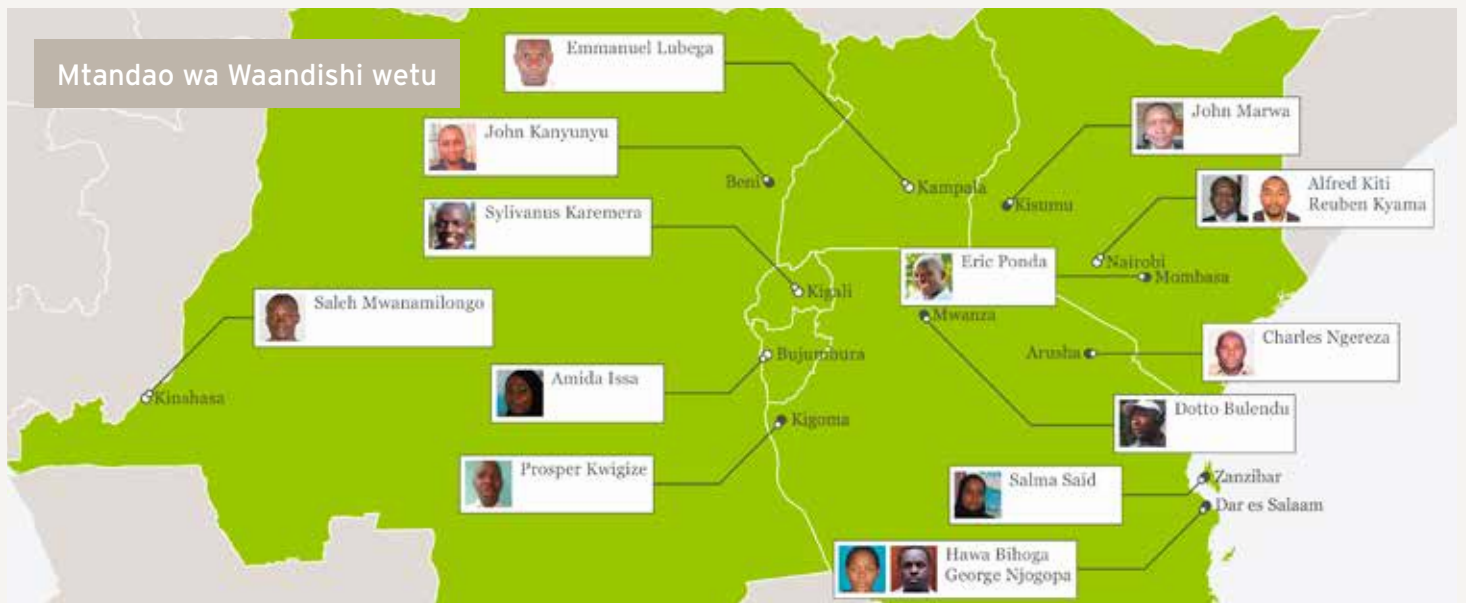 Mtandao wa Waandishi wetu
Emmanuel Lubega
John Kanyunyu
John Marwa
Beni
Kampala
Kisumu
Alfred Kiti
Reuben Kyama
Sylivanus Karemera
Eric Ponda
Nairobi
Mombasa
Kigali
Saleh Mwanamilongo
Mwanza
Charles Ngereza
Arusha
Bujumbura
Amida Issa
Kinshasa
Dotto Bulendu
Kigoma
Prosper Kwigize
Salma Said
Zanzibar
Dar es Salaam
Hawa Bihoga
George Njogopa